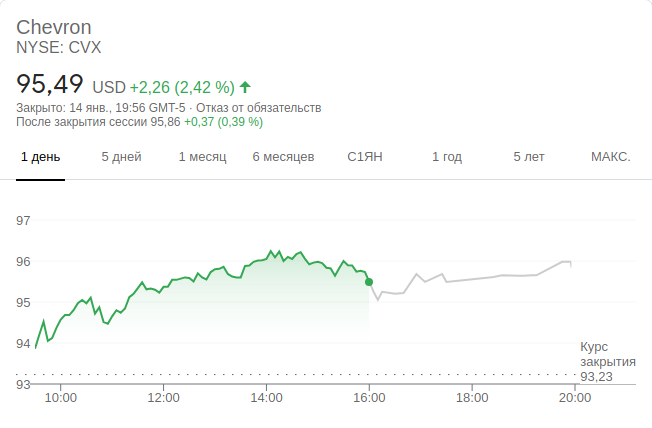 Chevron
NYSE: CVX
95,49 USD +2,26 (2,42 %)
Закрыто: 14 янв., 19:56 GMT-5 · Отказ от обязательств
После закрытия сессии 95,86 +0,37 (0,39 %)
1 день 5 дней 1 месяц 6 месяцев С1ЯН 1 год 5 лет МАКС.
97
96
95
94
Курс
закрытия
93,23
93
10:00 12:00 14:00 16:00 18:00 20:00